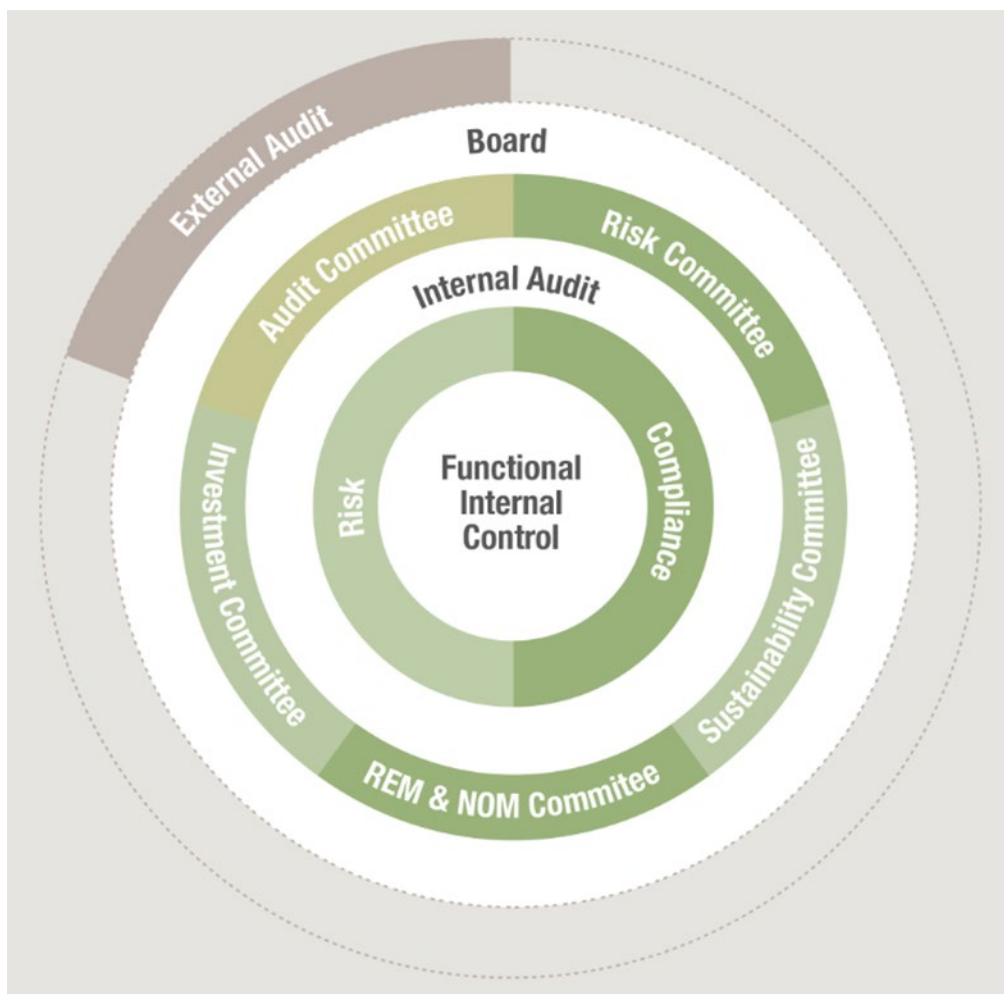 External Audit
Board
Audit Committee
Risk Committee
Internal Audit
Risk
Compliance
Functional
Internal
Control
Investment Committee
Sustainability Committee
REM & NOM Commitee